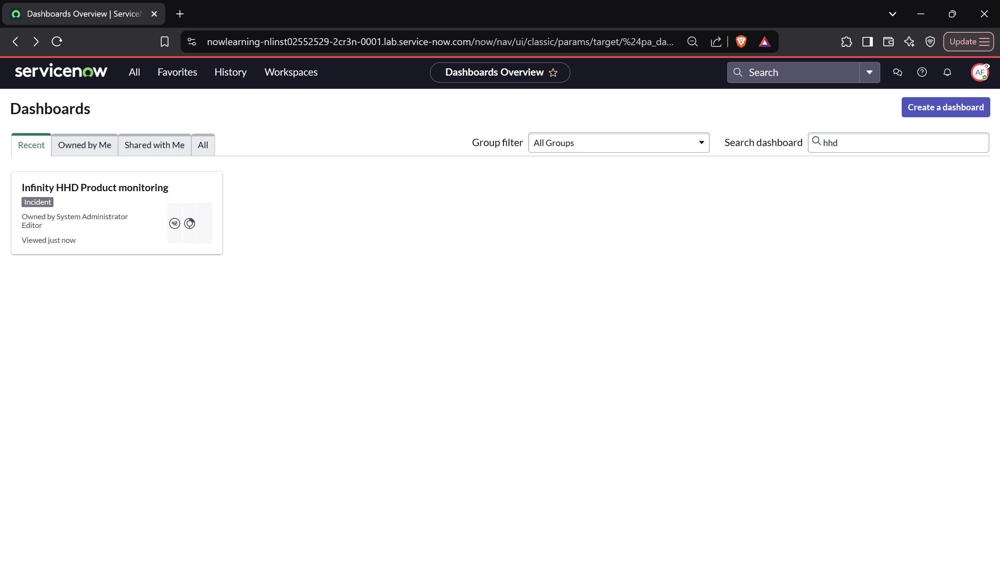 Dashboards Overview | Service
nowlearning-nlinst02552529-2cr3n-0001.lab.service-now.com/now/nav/ui/classic/params/target/%24pa_da...
Update
servicenow
All
Favorites
History
Workspaces
Dashboards Overview
Search
AF
Dashboards
Create a dashboard
Recent
Owned by Me
Shared with Me
All
Group filter
All Groups
Search dashboard
hhd
Infinity HHD Product monitoring
Incident
Owned by System Administrator
Editor
42
Viewed just now